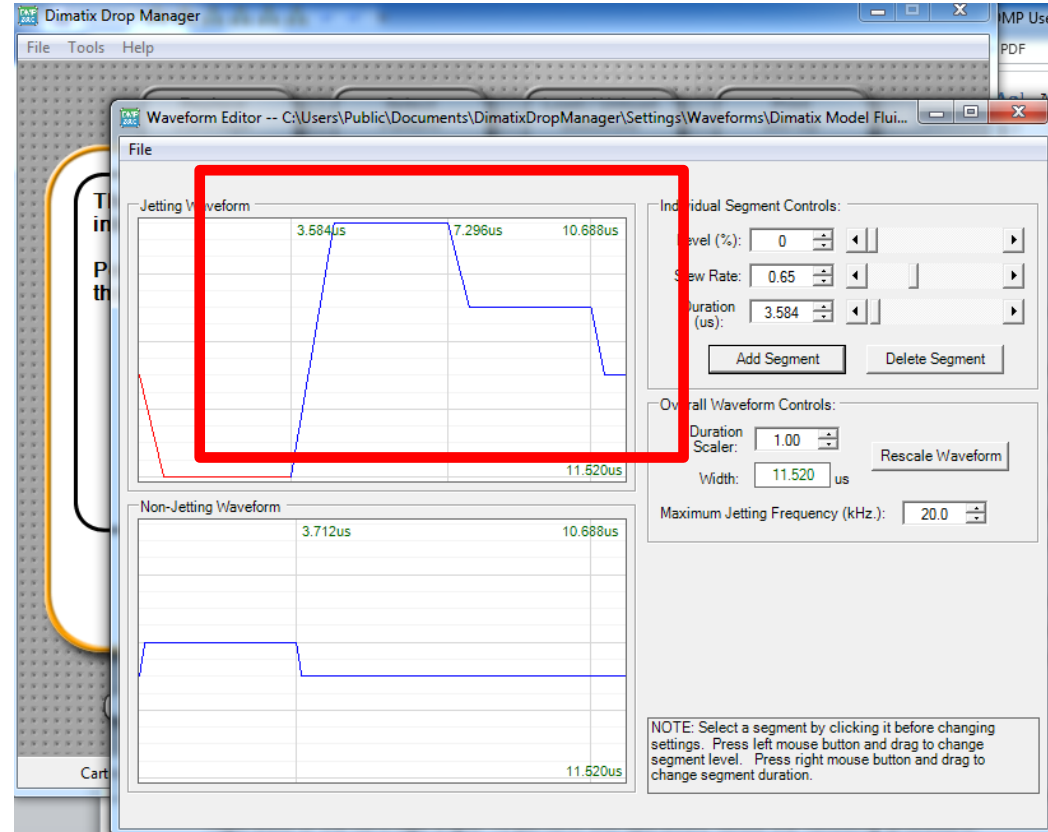 Dimatix Drop Manager
MP Use
File Tools Help
PDF
Waveform Editor -- C:\Users\Public\Documents\DimatixDropManager\Settings\Waveforms\Dimatix Model Flui...
File
Jetting Waveform
3.584us 7.296us 10.688us
11.520us
Individual Segment Controls:
Level (%): 0
Slew Rate: 0.65
Duration
(us): 3.584
Add Segment Delete Segment
Overall Waveform Controls:
Duration
Scaler: 1.00
Rescale Waveform
Width: 11.520 us
Maximum Jetting Frequency (kHz.): 20.0
Non-Jetting Waveform
3.712us 10.688us
11.520us
NOTE: Select a segment by clicking it before changing
settings. Press left mouse button and drag to change
segment level. Press right mouse button and drag to
change segment duration.
Cart